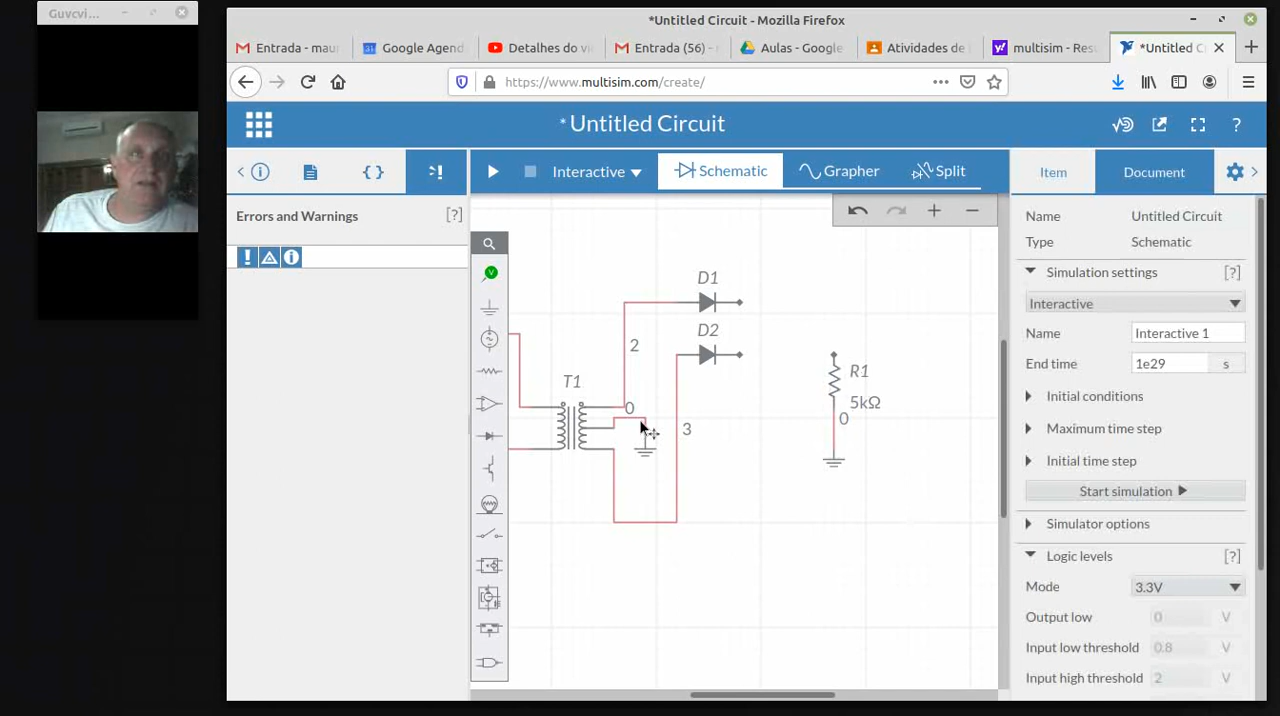 Guvcvi...
*Untitled Circuit - Mozilla Firefox
Entrada - mau
Google Agend
Detalhes do v
Entrada (56) -
Aulas - Google
Atividades de
multisim - Res
*Untitled C
https://www.multisim.com/create/
* Untitled Circuit
?
Interactive
Schematic
Grapher
Split
Item
Document
Errors and Warnings
[?]
Name
Untitled Circuit
Type
Schematic
Simulation settings
[?]
Interactive
Name
Interactive 1
End time
1e29
s
Initial conditions
Maximum time step
Initial time step
Start simulation
Simulator options
Logic levels
[?]
Mode
3.3V
Output low
0
V
Input low threshold
0.8
V
Input high threshold
2
V
V
D1
D2
2
T1
0
3
R1
5kΩ
0